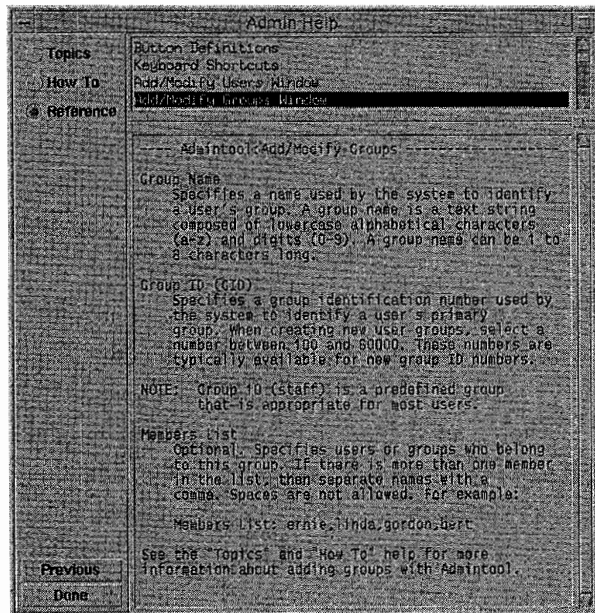 Admin Help
Topics
How To
Reference
Button Definitions
Keyboard Shortcuts
Add/Modify Users Window
Add/Modify Groups Window
Admintool:Add/Modify Groups
Group Name
Specifies a name used by the system to identify
a user's group. A group name is a text string
composed of lowercase alphabetical characters
(a-z) and digits (0-9). A group name can be 1 to
8 characters long.
Group ID (GID)
Specifies a group identification number used by
the system to identify a user's primary
group. When creating new user groups, select a
number between 100 and 60000. These numbers are
typically available for new group ID numbers.
NOTE: Group 10 (staff) is a predefined group
that is appropriate for most users.
Members List
Optional. Specifies users or groups who belong
to this group. If there is more than one member
in the list, then separate names with a
comma. Spaces are not allowed. For example:
Members List: ernie,linda,gordon,bert
See the "Topics" and "How To" help for more
information about adding groups with Admintool.
Previous
Done